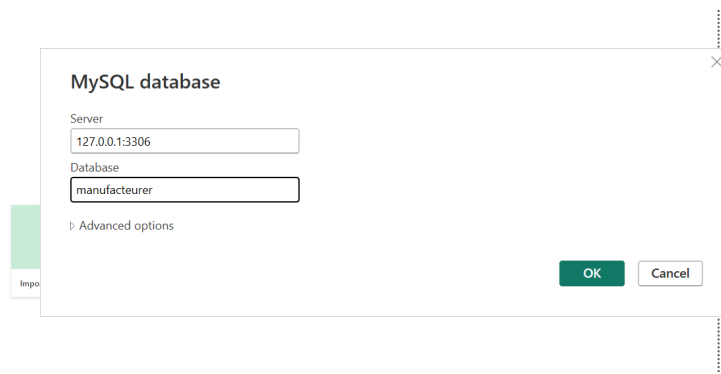 MySQL database
Server
127.0.0.1:3306
Database
manufacteurer
Advanced options
OK Cancel
Impo